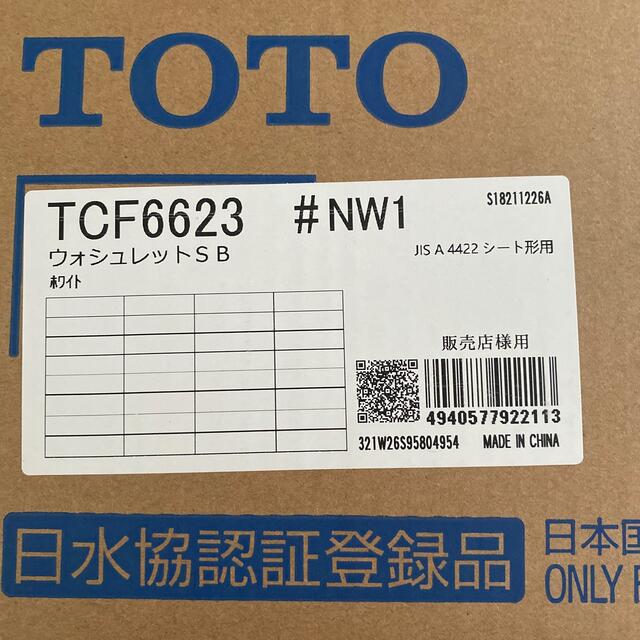 TOTO
TCF6623 #NW1 S18211226A
ウォシュレットSB JIS A 4422 シート形用
ホワイト
販売店様用
4940577922113
321W26S95804954 MADE IN CHINA
日水協認証登録品
日本国
ONLY F